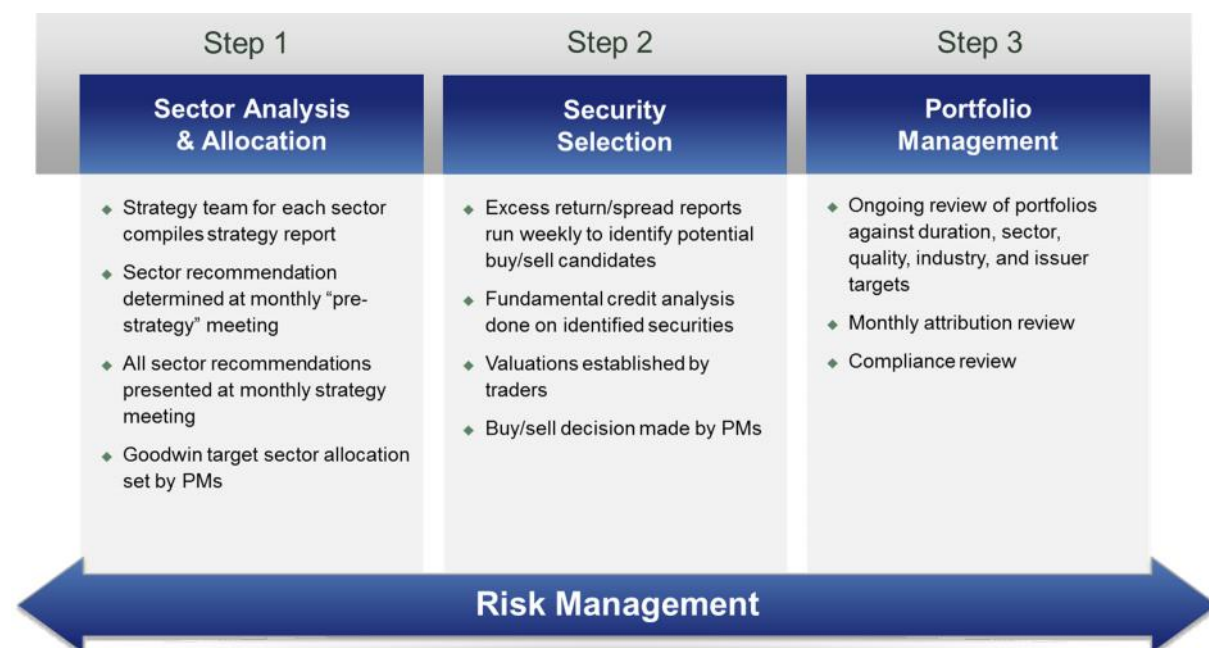 Step 1
Sector Analysis
& Allocation
Strategy team for each sector
compiles strategy report
Sector recommendation
determined at monthly “pre-
strategy” meeting
All sector recommendations
presented at monthly strategy
meeting
Goodwin target sector allocation
set by PMs
Step 2
Security
Selection
Excess return/spread reports
run weekly to identify potential
buy/sell candidates
Fundamental credit analysis
done on identified securities
Valuations established by
traders
Buy/sell decision made by PMs
Step 3
Portfolio
Management
Ongoing review of portfolios
against duration, sector,
quality, industry, and issuer
targets
Monthly attribution review
Compliance review
Risk Management